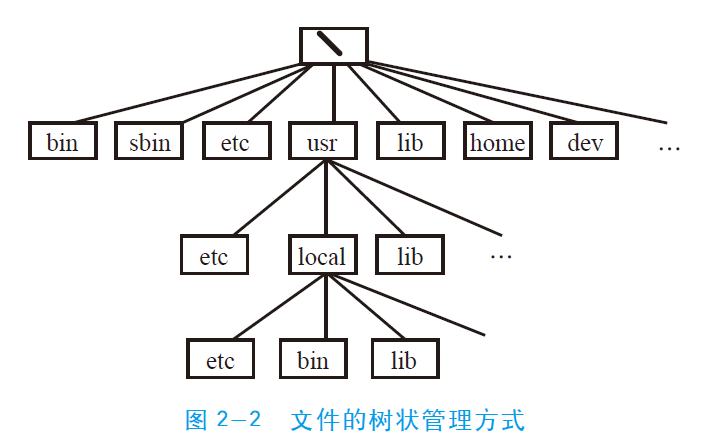 \
bin sbin etc usr lib home dev …
etc local lib …
etc bin lib
图 2-2 文件的树状管理方式